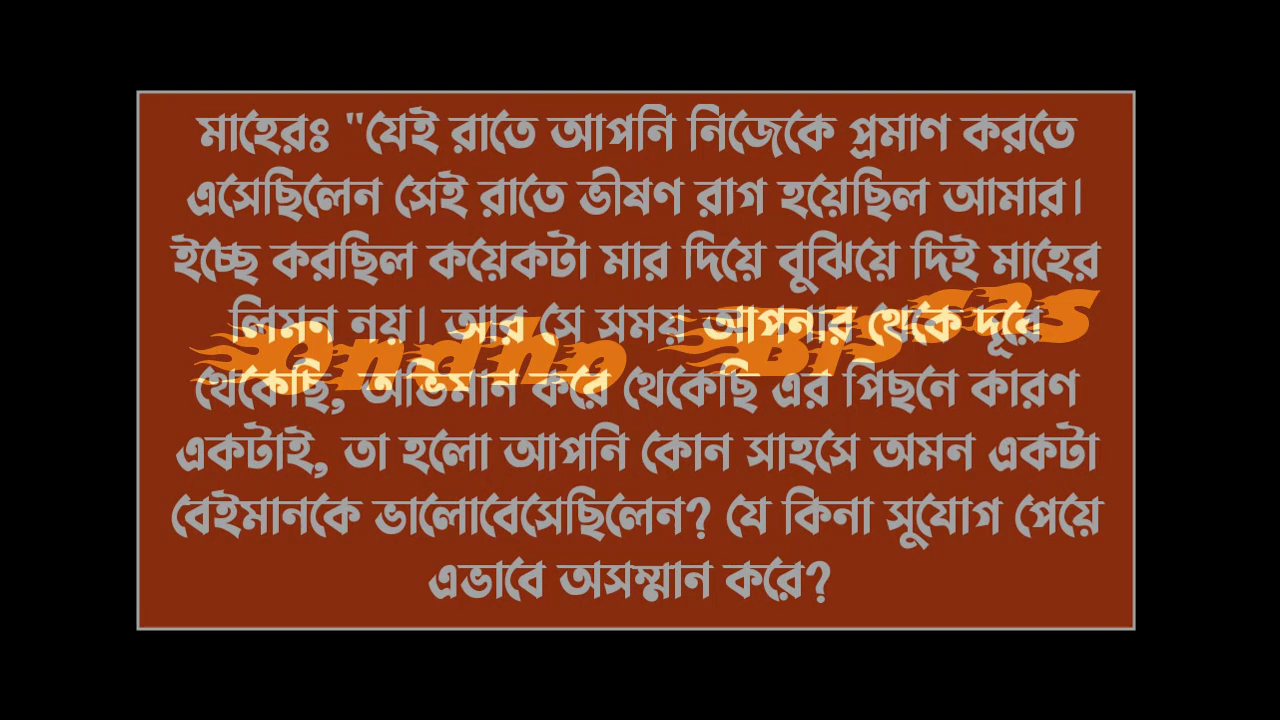 মাহেরঃ "যেই রাতে আপনি নিজেকে প্রমাণ করতে
এসেছিলেন সেই রাতে ভীষণ রাগ হয়েছিল আমার।
ইচ্ছে করছিল কয়েকটা মার দিয়ে বুঝিয়ে দিই মাহের
লিমন নয়। আর সে সময় আপনার থেকে দূরে
থেকেছি, অভিমান করে থেকেছি এর পিছনে কারণ
একটাই, তা হলো আপনি কোন সাহসে অমন একটা
বেইমানকে ভালোবেসেছিলেন? যে কিনা সুযোগ পেয়ে
এভাবে অসম্মান করে?